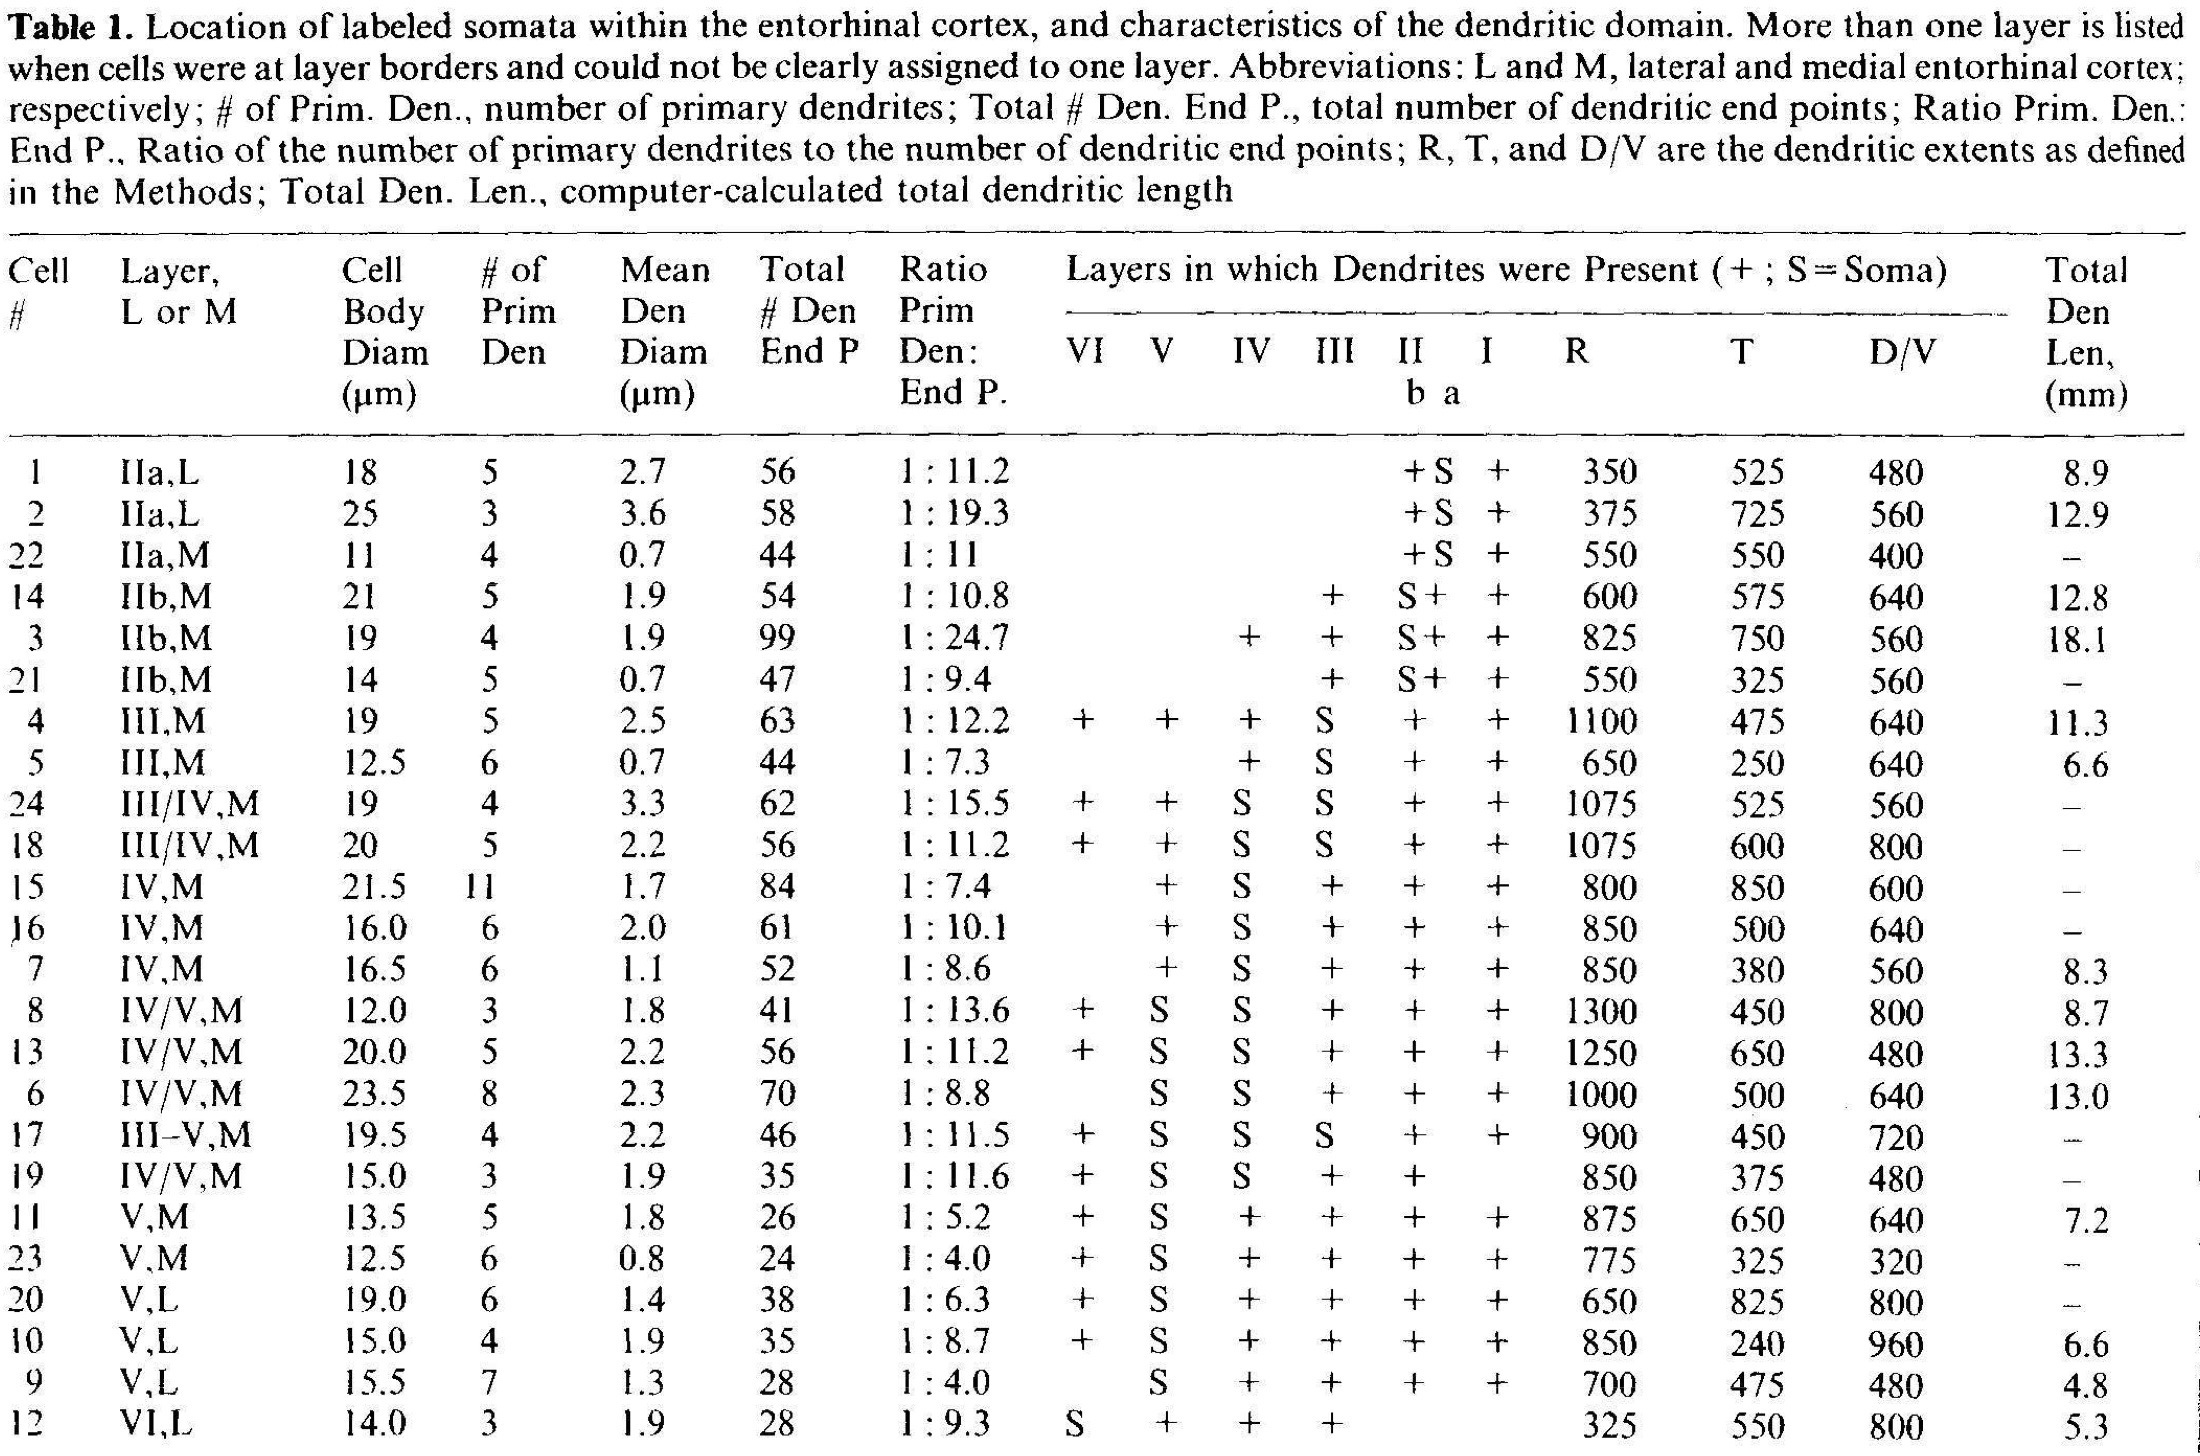 Table 1. Location of labeled somata within the entorhinal cortex, and characteristics of the dendritic domain. More than one layer is listed
when cells were at layer borders and could not be clearly assigned to one layer. Abbreviations: L and M, lateral and medial entorhinal cortex;
respectively; # of Prim. Den., number of primary dendrites; Total # Den. End P., total number of dendritic end points; Ratio Prim. Den.:
End P., Ratio of the number of primary dendrites to the number of dendritic end points; R, T, and D/V are the dendritic extents as defined
in the Methods; Total Den. Len., computer-calculated total dendritic length
Cell Layer, Cell # of Mean Total Ratio Layers in which Dendrites were Present (+; S=Soma) Total
# L or M Body Prim Den # Den Prim Den
Diam Den Diam End P Den: VI V IV III II I R T D/V Len,
(µm) (µm) End P. b a (mm)
1 IIa,L 18 5 2.7 56 1:11.2 + S + 350 525 480 8.9
2 IIa,L 25 3 3.6 58 1:19.3 + S + 375 725 560 12.9
22 IIa,M 11 4 0.7 44 1:11 + S + 550 550 400 –
14 IIb,M 21 5 1.9 54 1:10.8 + S + + 600 575 640 12.8
3 IIb,M 19 4 1.9 99 1:24.7 + + S + + 825 750 560 18.1
21 IIb,M 14 5 0.7 47 1:9.4 + S + + 550 325 560 –
4 III,M 19 5 2.5 63 1:12.2 + + + S + + 1100 475 640 11.3
5 III,M 12.5 6 0.7 44 1:7.3 + S + + 650 250 640 6.6
24 III/IV,M 19 4 3.3 62 1:15.5 + + S S + + 1075 525 560 –
18 III/IV,M 20 5 2.2 56 1:11.2 + + S S + + 1075 600 800 –
15 IV,M 21.5 11 1.7 84 1:7.4 + S + + + 800 850 600 –
16 IV,M 16.0 6 2.0 61 1:10.1 + S + + + 850 500 640 –
7 IV,M 16.5 6 1.1 52 1:8.6 + S + + + 850 380 560 8.3
8 IV/V,M 12.0 3 1.8 41 1:13.6 + S S + + + 1300 450 800 8.7
13 IV/V,M 20.0 5 2.2 56 1:11.2 + S S + + + 1250 650 480 13.3
6 IV/V,M 23.5 8 2.3 70 1:8.8 S S + + + 1000 500 640 13.0
17 III–V,M 19.5 4 2.2 46 1:11.5 + S S S + + 900 450 720 –
19 IV/V,M 15.0 3 1.9 35 1:11.6 + S S + + 850 375 480 –
11 V,M 13.5 5 1.8 26 1:5.2 + S + + + + 875 650 640 7.2
23 V,M 12.5 6 0.8 24 1:4.0 + S + + + + 775 325 320 –
20 V,L 19.0 6 1.4 38 1:6.3 + S + + + + 650 825 800 –
10 V,L 15.0 4 1.9 35 1:8.7 + S + + + + 850 240 960 6.6
9 V,L 15.5 7 1.3 28 1:4.0 S + + + + 700 475 480 4.8
12 VI,L 14.0 3 1.9 28 1:9.3 S + + + 325 550 800 5.3